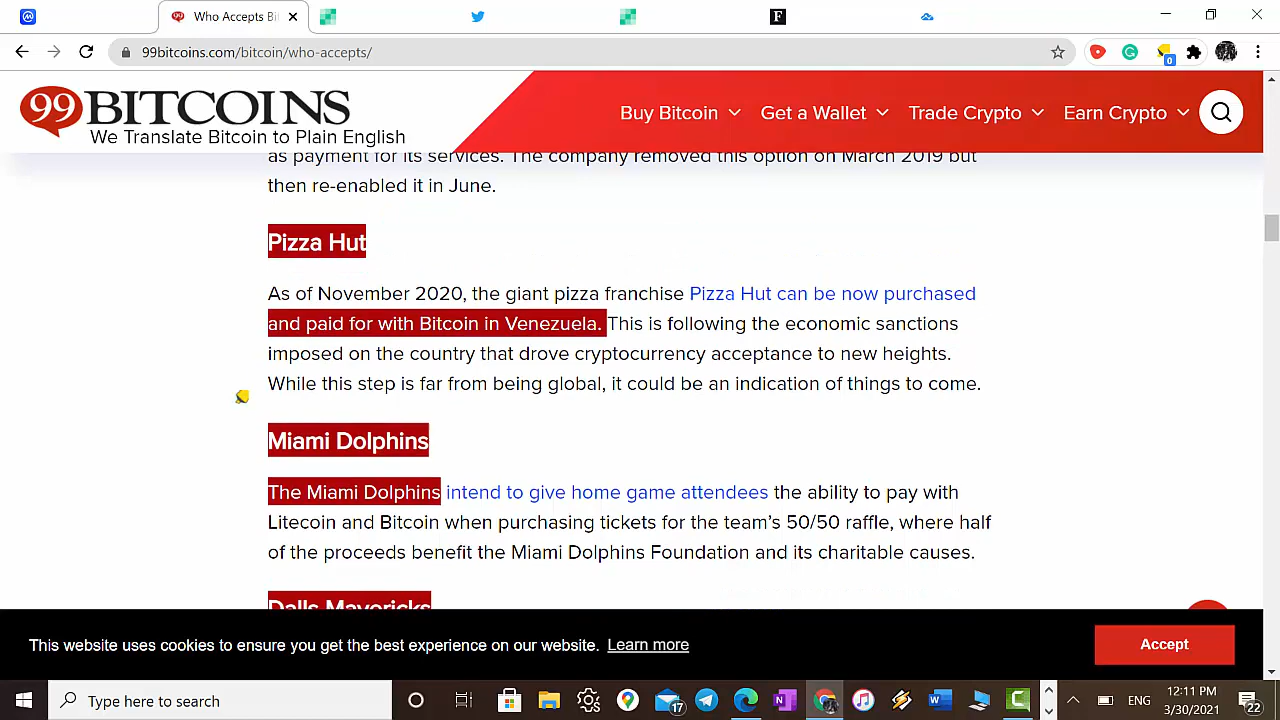 Who Accepts Bi
F
99bitcoins.com/bitcoin/who-accepts/
0
99 BITCOINS
We Translate Bitcoin to Plain English
Buy Bitcoin
Get a Wallet
Trade Crypto
Earn Crypto
as payment for its services. The company removed this option on March 2019 but
then re-enabled it in June.
Pizza Hut
As of November 2020, the giant pizza franchise Pizza Hut can be now purchased
and paid for with Bitcoin in Venezuela. This is following the economic sanctions
imposed on the country that drove cryptocurrency acceptance to new heights.
While this step is far from being global, it could be an indication of things to come.
Miami Dolphins
The Miami Dolphins intend to give home game attendees the ability to pay with
Litecoin and Bitcoin when purchasing tickets for the team's 50/50 raffle, where half
of the proceeds benefit the Miami Dolphins Foundation and its charitable causes.
Dalls Mavericks
This website uses cookies to ensure you get the best experience on our website. Learn more
Accept
Type here to search
17
ENG
12:11 PM
3/30/2021
22